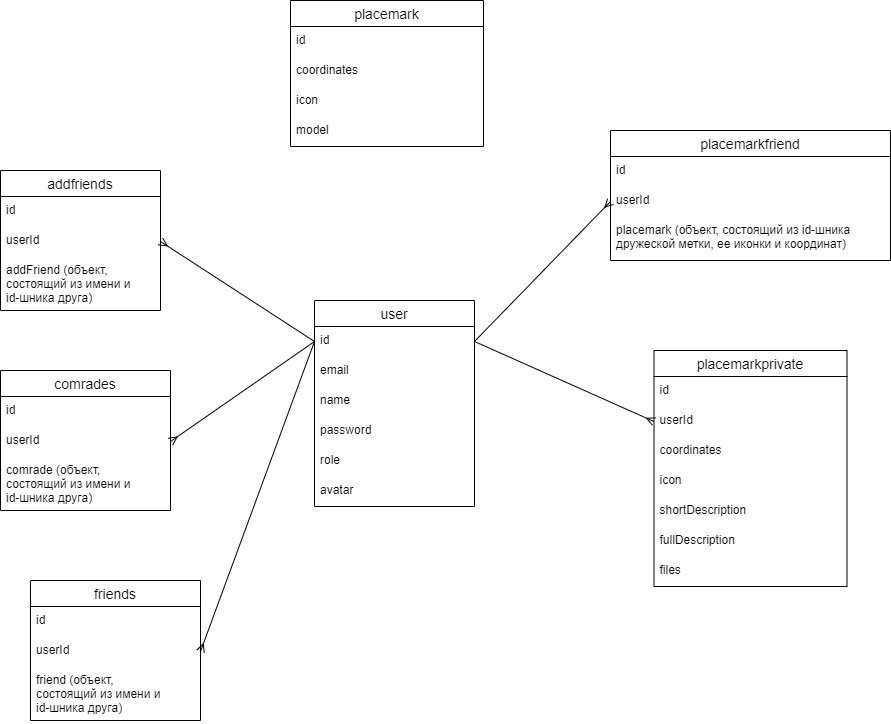 placemark
id
coordinates
icon
model
placemarkfriend
id
userId
placemark (объект, состоящий из id-шника
дружеской метки, ее иконки и координат)
addfriends
id
userId
addFriend (объект,
состоящий из имени и
id-шника друга)
user
id
email
name
password
role
avatar
placemarkprivate
id
userId
coordinates
icon
shortDescription
fullDescription
files
comrades
id
userId
comrade (объект,
состоящий из имени и
id-шника друга)
friends
id
userId
friend (объект,
состоящий из имени и
id-шника друга)